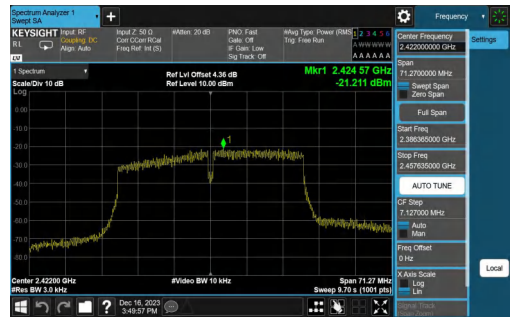 Spectrum Analyzer 1
Swept SA
+
Frequency
KEYSIGHT
RL
Input: RF
Coupling: DC
Align: Auto
Input Z: 50 Ω
Corr CCorr RCal
Freq Ref: Int (S)
#Atten: 20 dB
PNO: Fast
Gate: Off
IF Gain: Low
Sig Track: Off
#Avg Type: Power (RMS)
Trig: Free Run
1 2 3 4 5 6
A W W W W W
A A A A A A
LXI
1 Spectrum
Scale/Div 10 dB
Log
Ref Lvl Offset 4.36 dB
Ref Level 10.00 dBm
Mkr1 2.424 57 GHz
-21.211 dBm
1
0.00
-10.0
-20.0
-30.0
-40.0
-50.0
-60.0
-70.0
-80.0
Center 2.42200 GHz
#Res BW 3.0 kHz
#Video BW 10 kHz
Span 71.27 MHz
Sweep 9.70 s (1001 pts)
Center Frequency
2.422000000 GHz
Settings
Span
71.2700000 MHz
Swept Span
Zero Span
Full Span
Start Freq
2.386365000 GHz
Stop Freq
2.457635000 GHz
AUTO TUNE
CF Step
7.127000 MHz
Auto
Man
Freq Offset
0 Hz
X Axis Scale
Log
Lin
Signal Track
(Span Zoom)
Local
?
Dec 16, 2023
3:49:57 PM